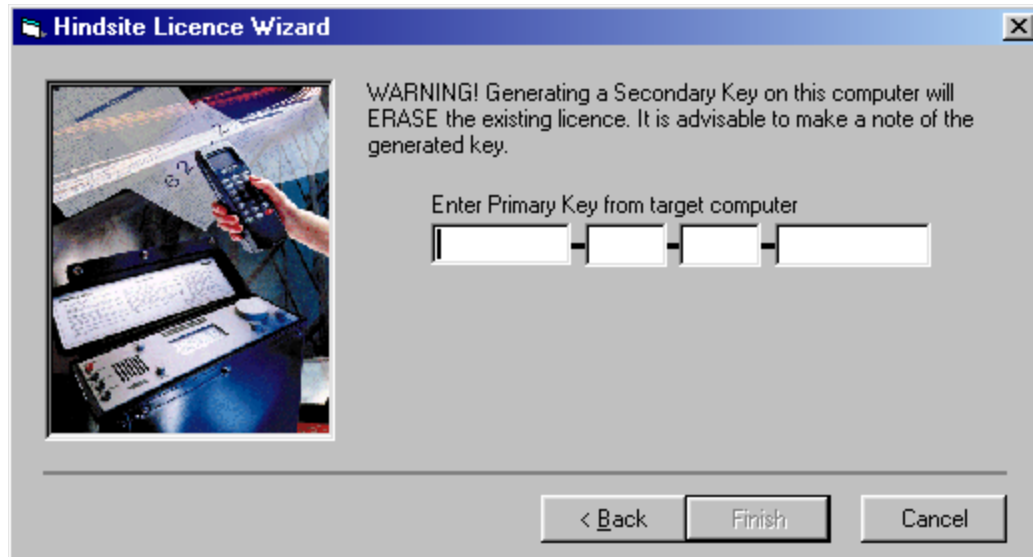 Hindsite Licence Wizard
WARNING! Generating a Secondary Key on this computer will
ERASE the existing licence. It is advisable to make a note of the
generated key.
Enter Primary Key from target computer
- - -
< Back
Finish
Cancel